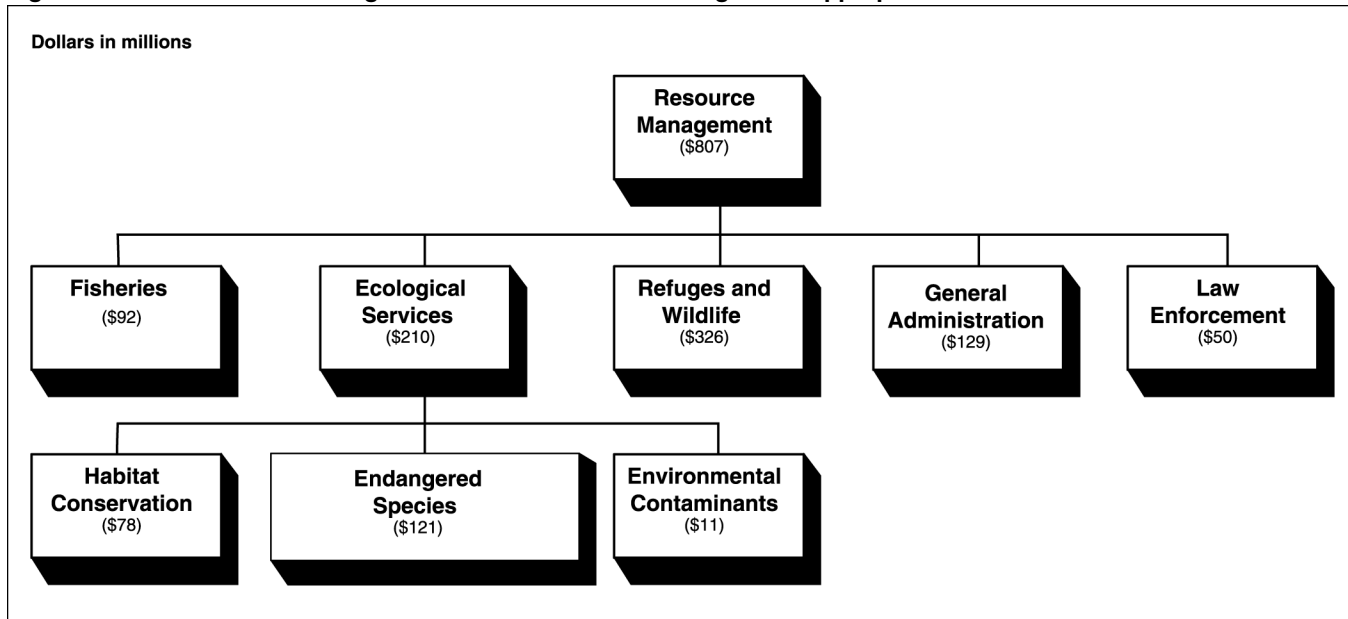 Dollars in millions
Resource
Management
($807)
Fisheries
($92)
Ecological
Services
($210)
Refuges and
Wildlife
($326)
General
Administration
($129)
Law
Enforcement
($50)
Habitat
Conservation
($78)
Endangered
Species
($121)
Environmental
Contaminants
($11)